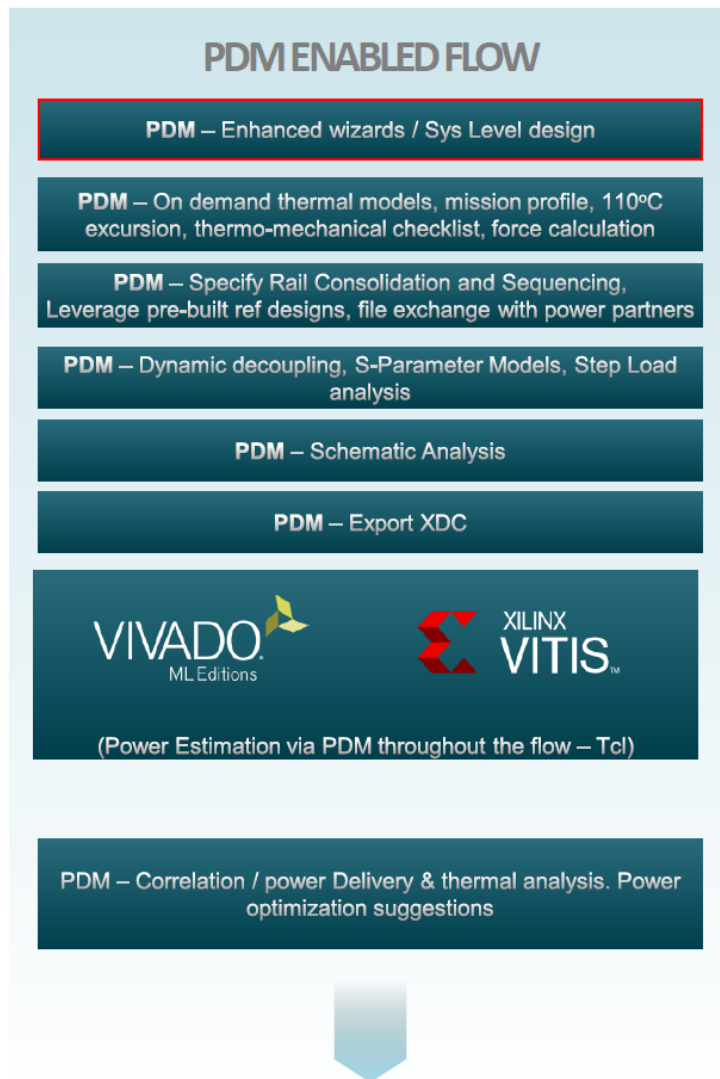 PDM ENABLED FLOW
PDM – Enhanced wizards / Sys Level design
PDM – On demand thermal models, mission profile, 110ºC
excursion, thermo-mechanical checklist, force calculation
PDM – Specify Rail Consolidation and Sequencing,
Leverage pre-built ref designs, file exchange with power partners
PDM – Dynamic decoupling, S-Parameter Models, Step Load
analysis
PDM – Schematic Analysis
PDM – Export XDC
VIVADO.
ML Editions
XILINX
VITIS™
(Power Estimation via PDM throughout the flow – Tcl)
PDM – Correlation / power Delivery & thermal analysis. Power
optimization suggestions